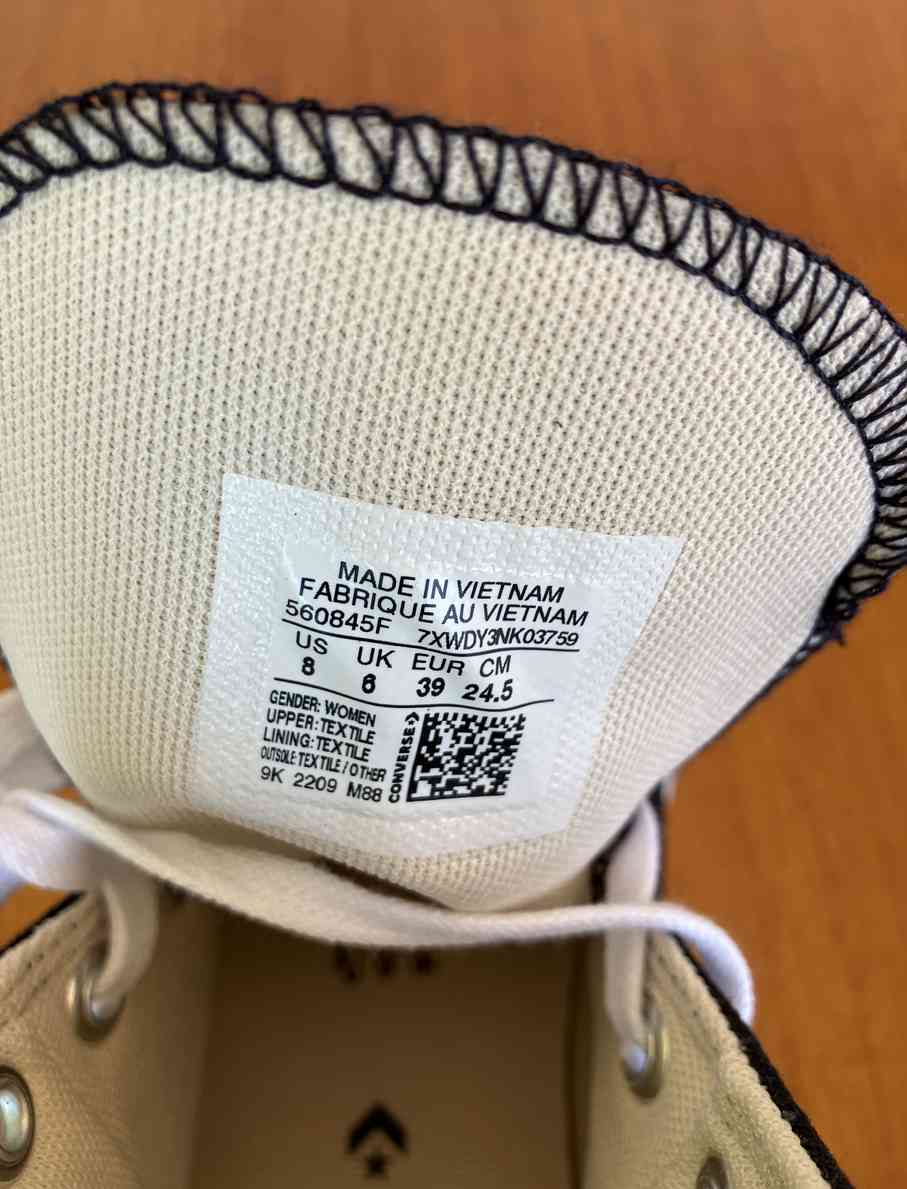 MADE IN VIETNAM
FABRIQUE AU VIETNAM
560845F 7XWDY3NK03759
US UK EUR CM
8 6 39 24.5
GENDER: WOMEN
UPPER: TEXTILE
LINING: TEXTILE
OUTSOLE: TEXTILE / OTHER
9K 2209 M88
CONVERSE